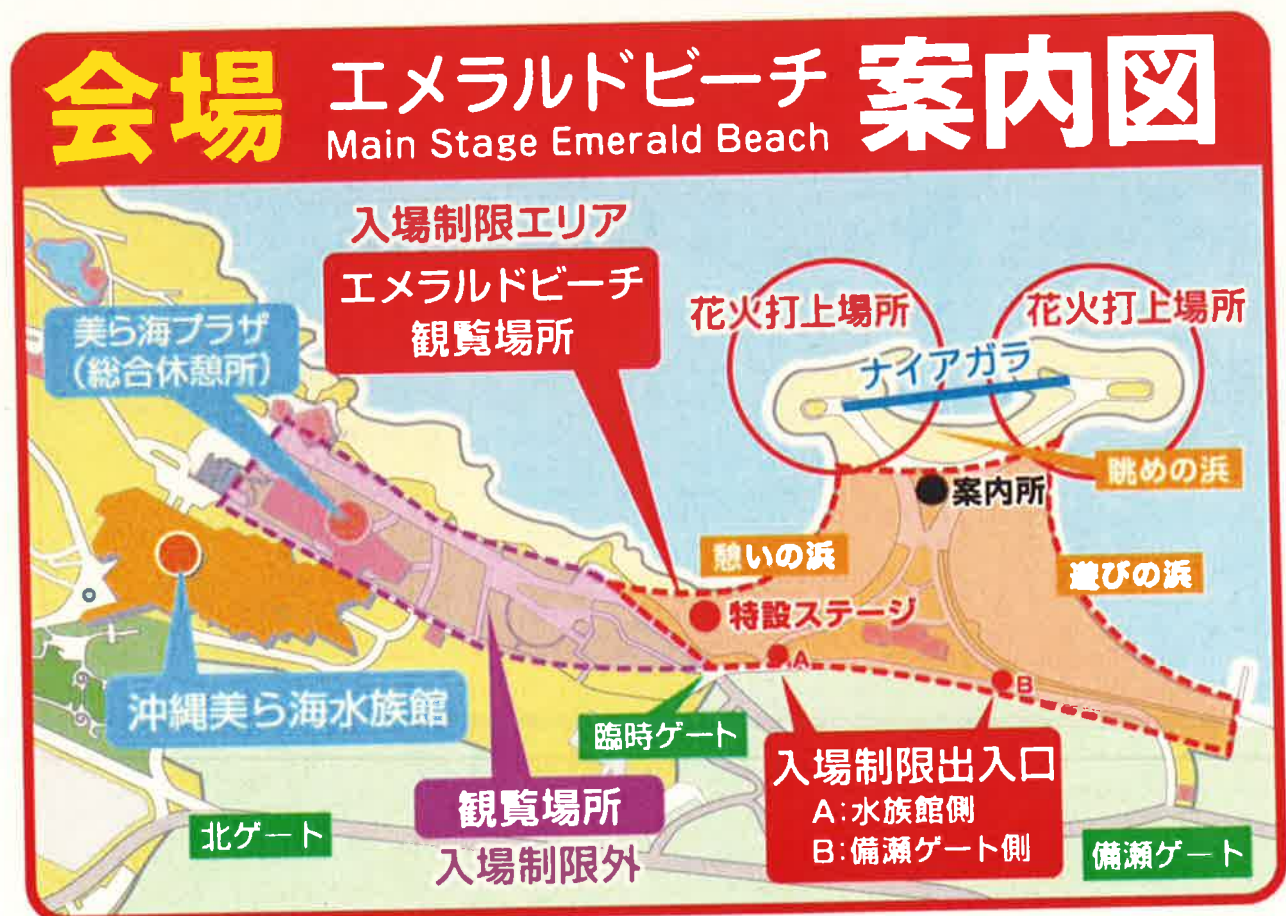 会場 エメラルドビーチ 案内図
Main Stage Emerald Beach
入場制限エリア
エメラルドビーチ
観覧場所
美ら海プラザ
(総合休憩所)
花火打上場所
花火打上場所
ナイアガラ
眺めの浜
案内所
憩いの浜
遊びの浜
特設ステージ
A
B
沖縄美ら海水族館
臨時ゲート
入場制限出入口
A:水族館側
B:備瀬ゲート側
観覧場所
入場制限外
北ゲート
備瀬ゲート